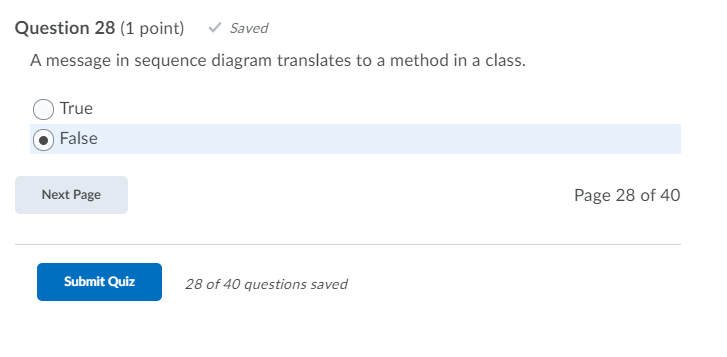 Question 28 (1 point) ✓ Saved
A message in sequence diagram translates to a method in a class.
True
False
Next Page Page 28 of 40
Submit Quiz 28 of 40 questions saved